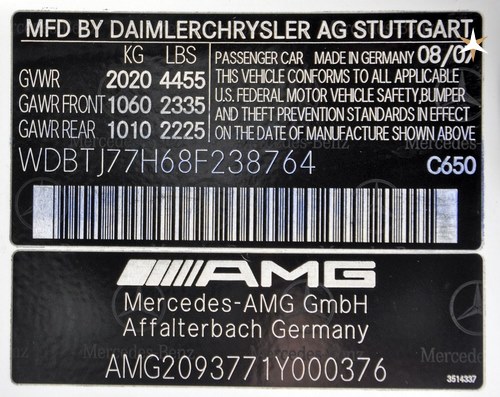 MFD BY DAIMLERCHRYSLER AG STUTTGART
KG LBS PASSENGER CAR MADE IN GERMANY 08/07
GVWR 2020 4455 THIS VEHICLE CONFORMS TO ALL APPLICABLE
GAWR FRONT 1060 2335 U.S. FEDERAL MOTOR VEHICLE SAFETY, BUMPER
AND THEFT PREVENTION STANDARDS IN EFFECT
GAWR REAR 1010 2225 ON THE DATE OF MANUFACTURE SHOWN ABOVE
WDBTJ77H68F238764 C650
AMG
Mercedes-AMG GmbH
Affalterbach Germany
AMG2093771Y000376
3514337